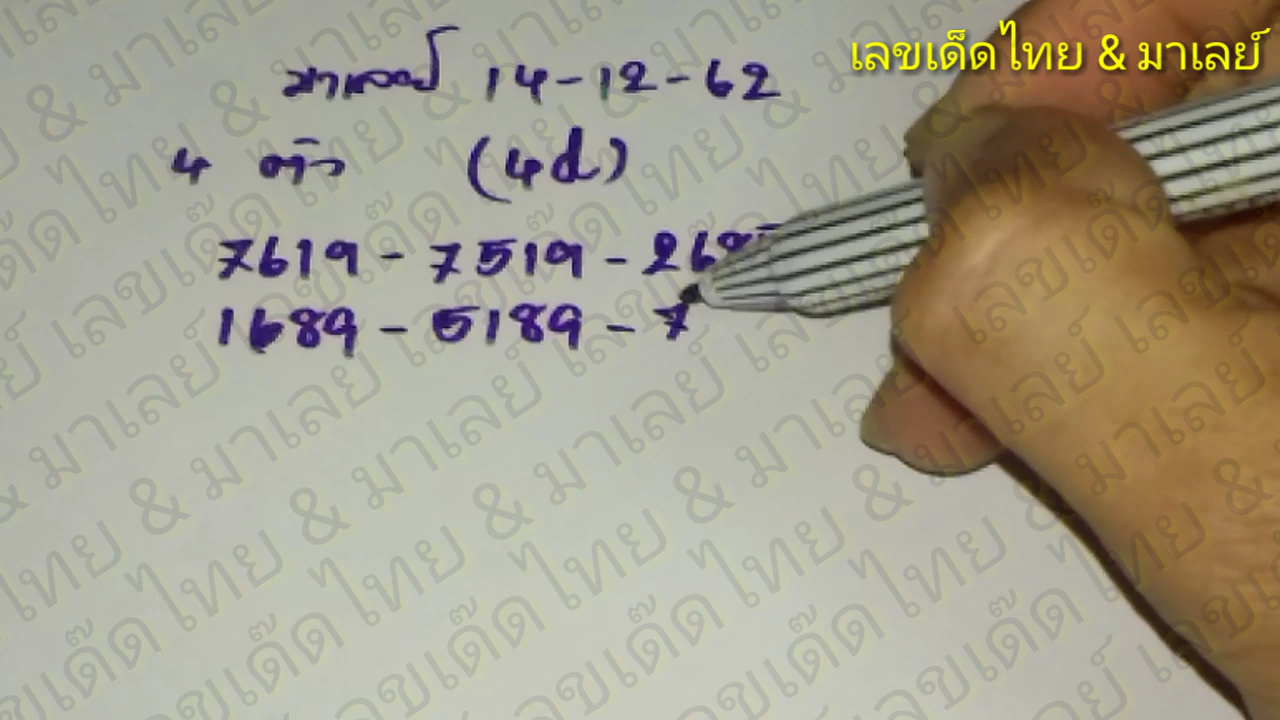 เลขเด็ดไทย & มาเลย์
มาเลย์ 14-12-62
4 ตัว (4d)
7619 - 7519 -
1689 - 5189 - 7